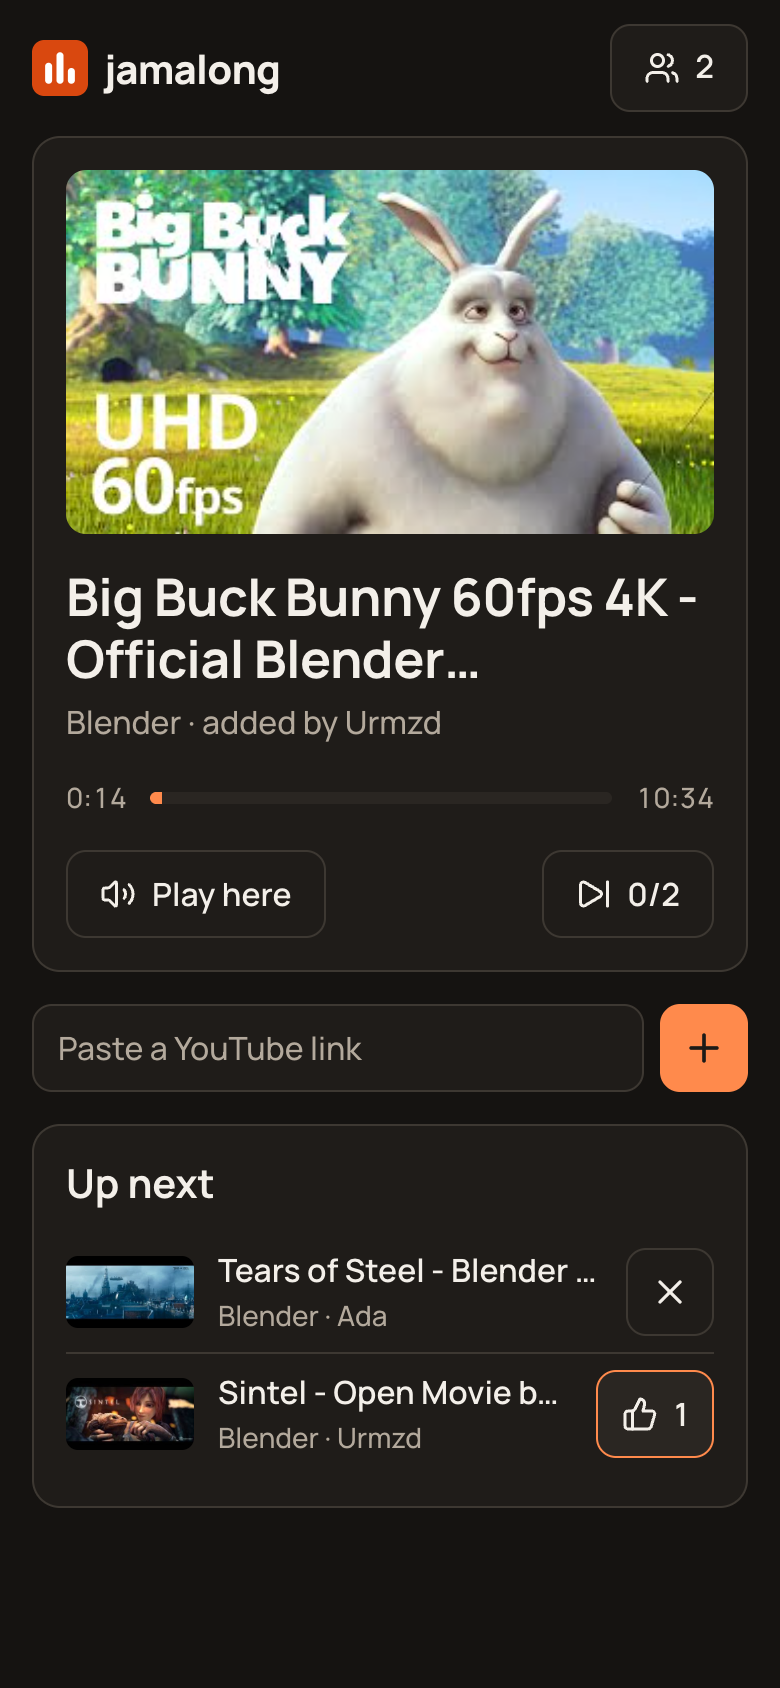 jamalong
2
Big Buck
BUNNY
UHD
60fps
Big Buck Bunny 60fps 4K -
Official Blender...
Blender · added by Urmzd
0:14
10:34
Play here
0/2
Paste a YouTube link
Up next
Tears of Steel - Blender ...
Blender · Ada
SINTEL
Sintel - Open Movie b...
Blender · Urmzd
1